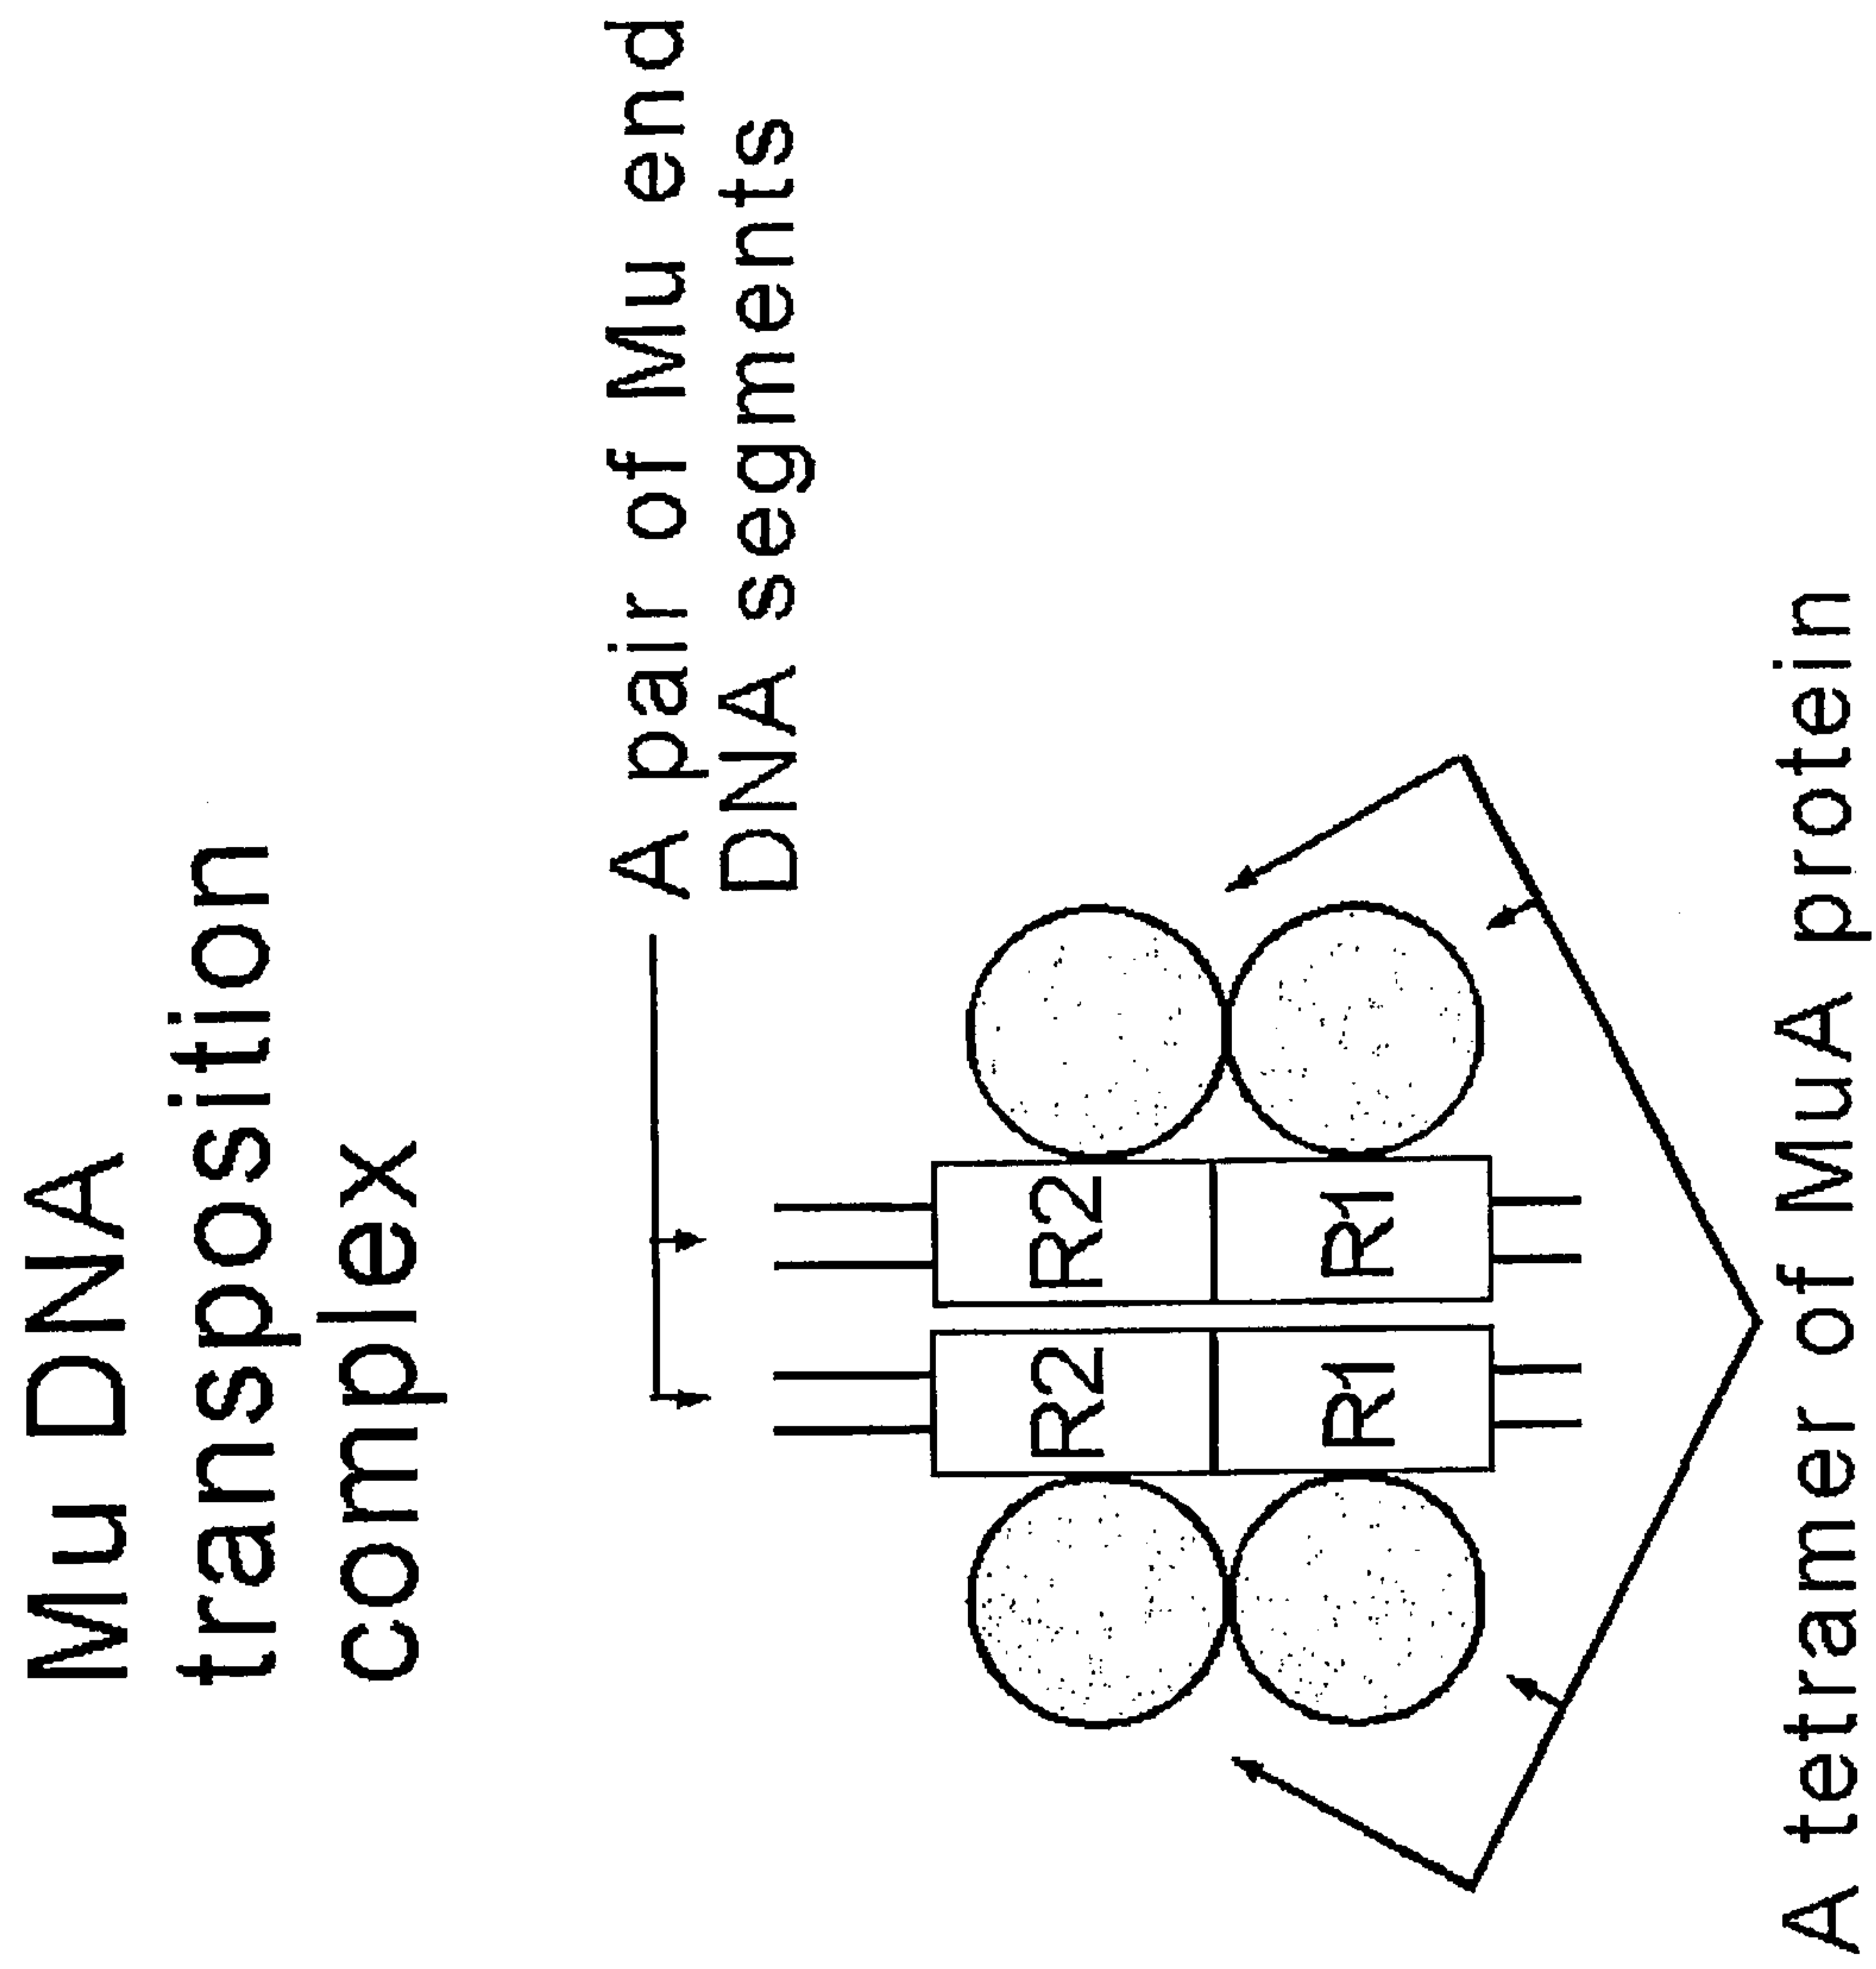 Mu DNA
transposition
complex
A pair of Mu end
DNA segments
R2
R2
R1
R1
A tetramer of MuA protein